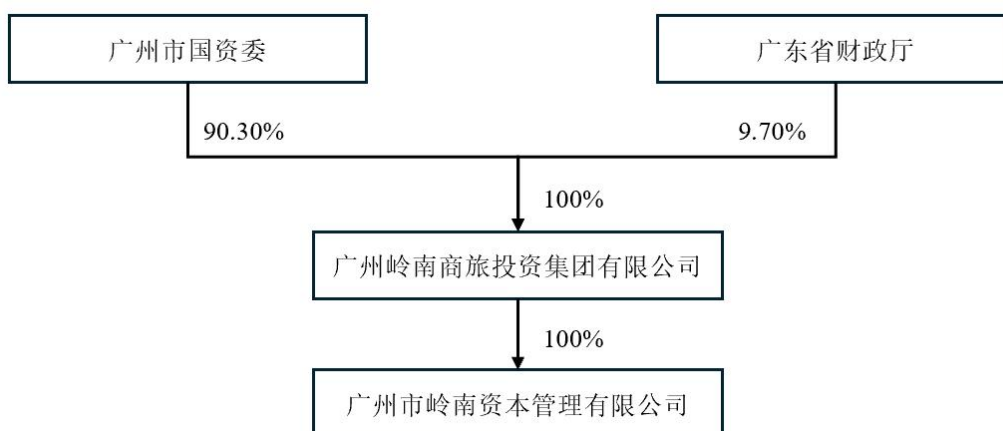 广州市国资委
广东省财政厅
90.30%
9.70%
100%
广州岭南商旅投资集团有限公司
100%
广州市岭南资本管理有限公司